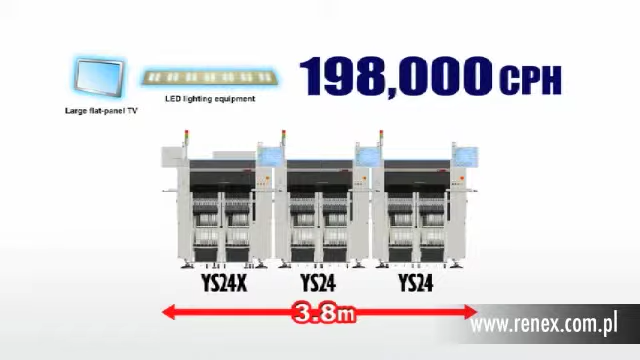 198,000 CPH
Large flat-panel TV
LED lighting equipment
YS24X
YS24
YS24
3.8m
www.renex.com.pl